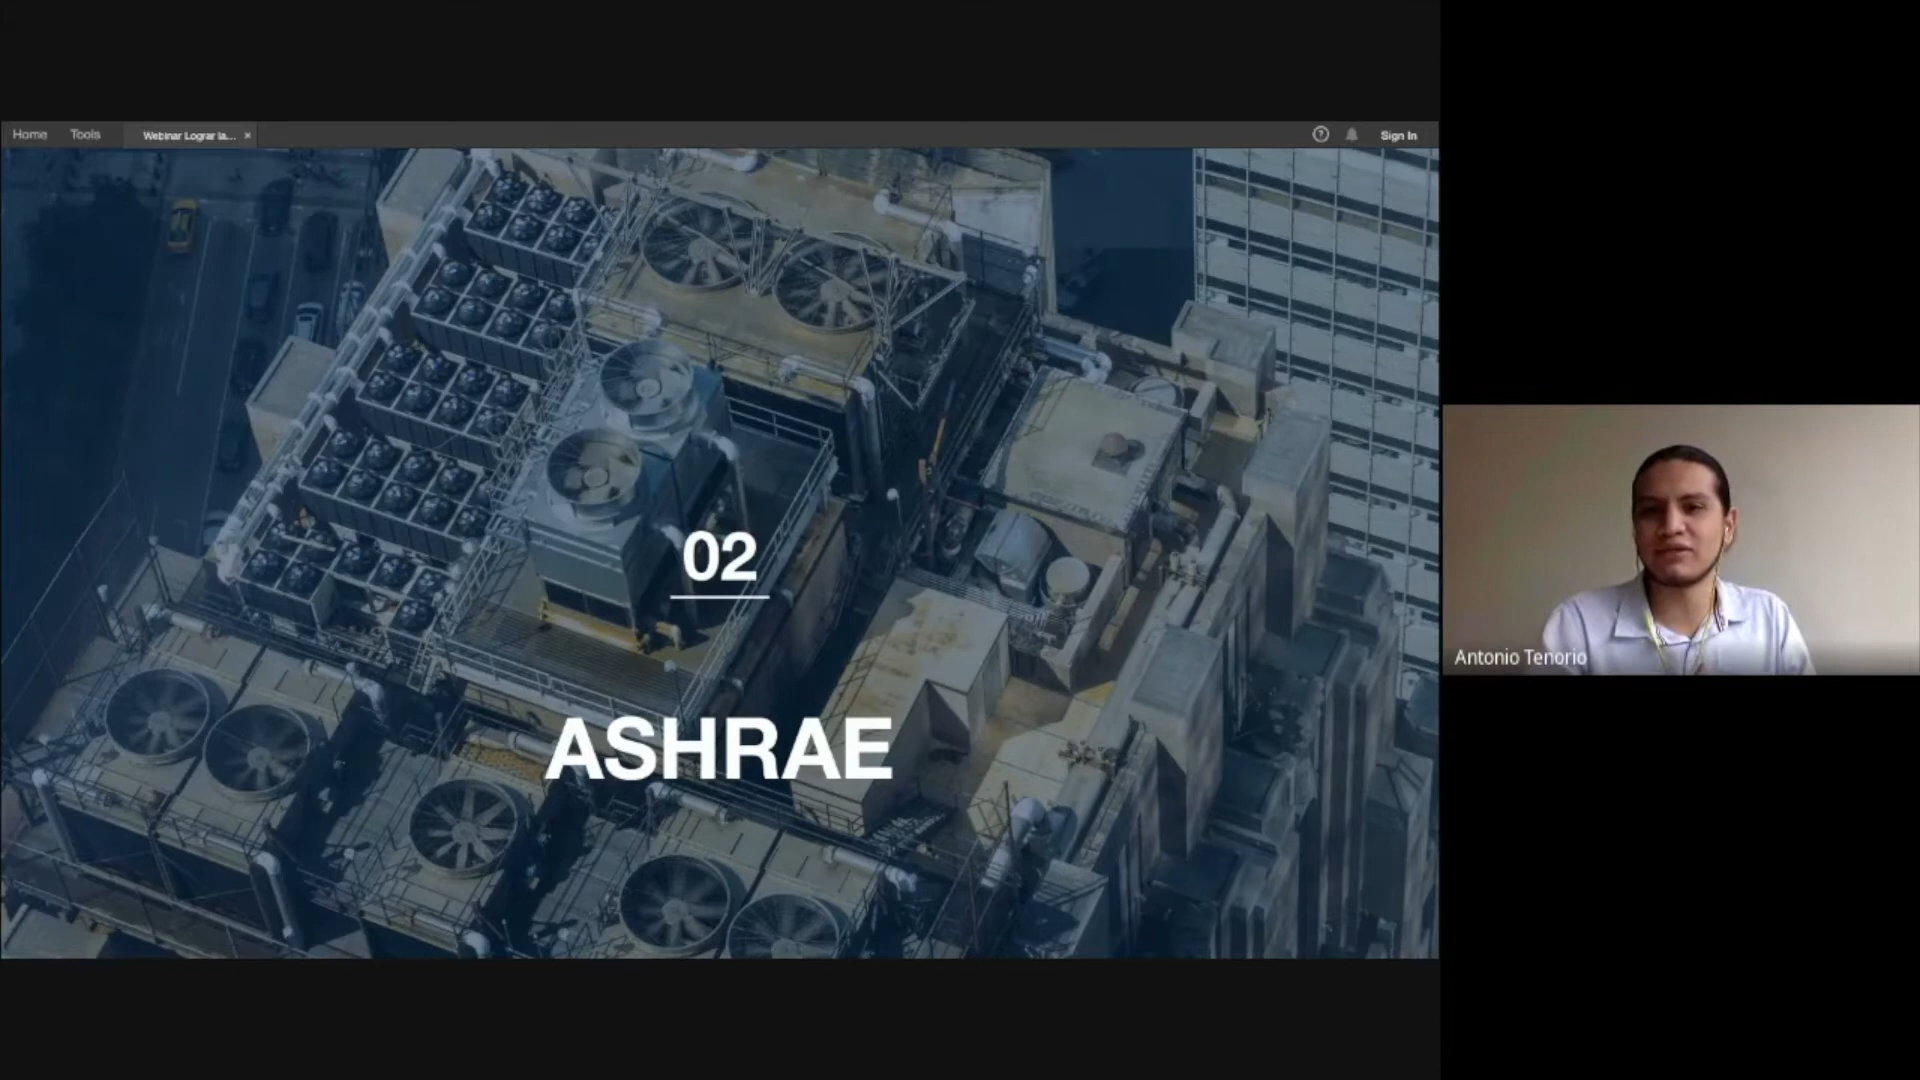 Home Tools Webinar Lograr la... × ? Sign In
02
ASHRAE
Antonio Tenorio